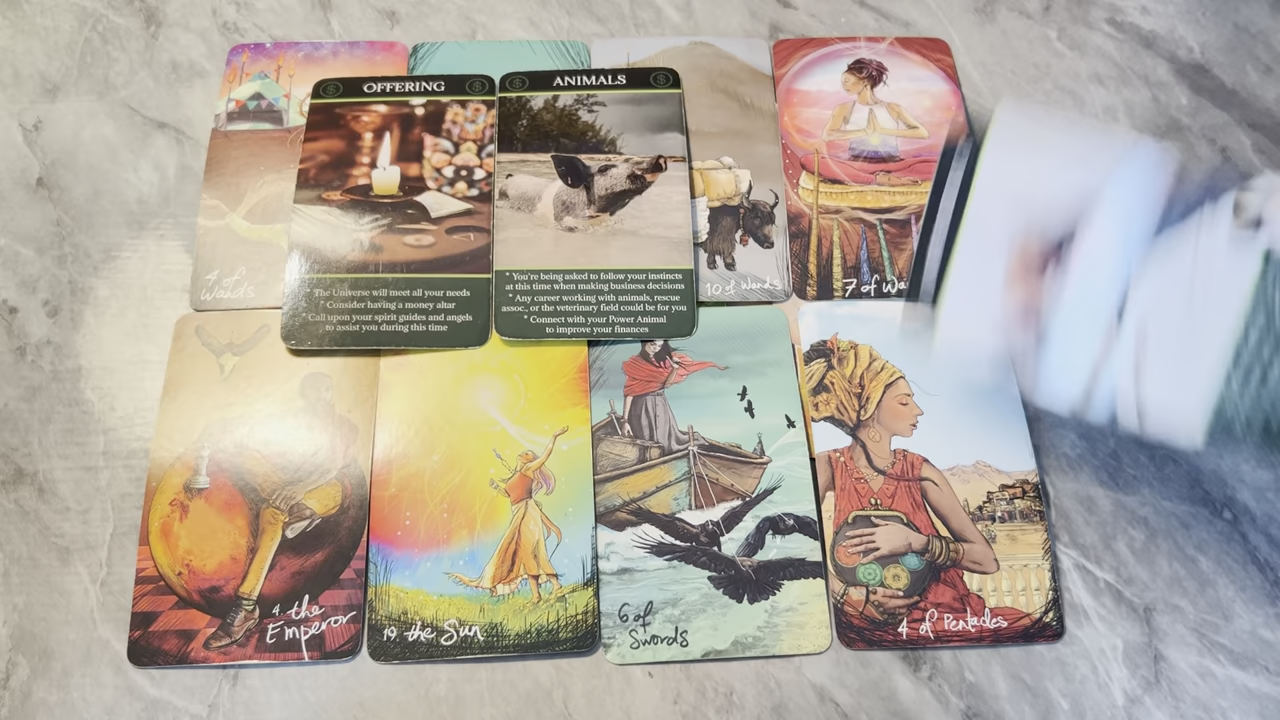 OFFERING
The Universe will meet all your needs
* Consider having a money altar
*Call upon your spirit guides and angels
to assist you during this time
ANIMALS
* You're being asked to follow your instincts
at this time when making business decisions
* Any career working with animals, rescue
assoc., or the veterinary field could be for you
* Connect with your Power Animal
to improve your finances
4 of
Wands
10 of Wands
7 of Wa
4. the
Emperor
19 the Sun
6 of
Swords
4 of Pentacles